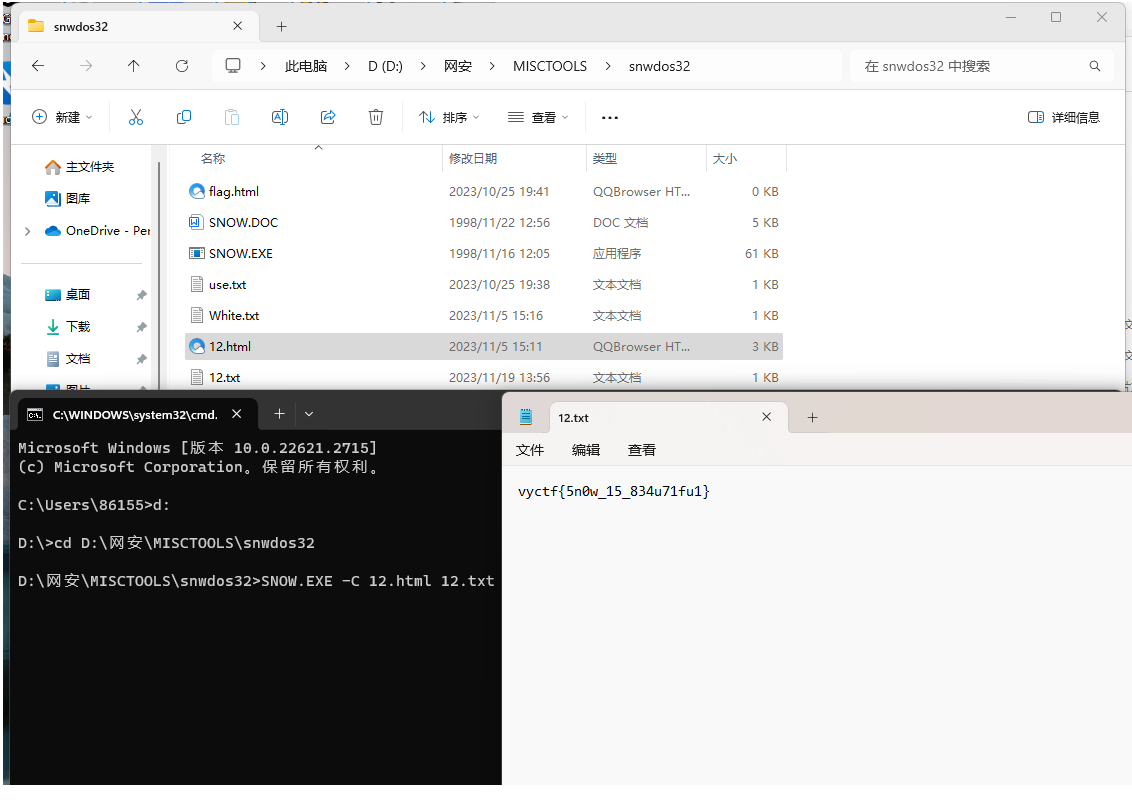 snwdos32
此电脑 D (D:) 网安 MISCTOOLS snwdos32
在 snwdos32 中搜索
新建 排序 查看 详细信息
名称 修改日期 类型 大小
主文件夹
图库
OneDrive - Per
桌面
下载
文档
图片
flag.html 2023/10/25 19:41 QQBrowser HT... 0 KB
SNOW.DOC 1998/11/22 12:56 DOC 文档 5 KB
SNOW.EXE 1998/11/16 12:05 应用程序 61 KB
use.txt 2023/10/25 19:38 文本文档 1 KB
White.txt 2023/11/5 15:16 文本文档 1 KB
12.html 2023/11/5 15:11 QQBrowser HT... 3 KB
12.txt 2023/11/19 13:56 文本文档 1 KB
C:\WINDOWS\system32\cmd.
Microsoft Windows [版本 10.0.22621.2715]
(c) Microsoft Corporation。保留所有权利。
C:\Users\86155>d:
D:\>cd D:\网安\MISCTOOLS\snwdos32
D:\网安\MISCTOOLS\snwdos32>SNOW.EXE -C 12.html 12.txt
12.txt
文件 编辑 查看
vyctf{5n0w_15_834u71fu1}